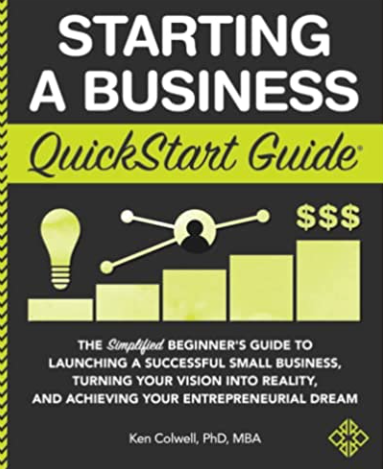 STARTING
A BUSINESS
QuickStart Guide®
$$$
THE Simplified BEGINNER'S GUIDE TO
LAUNCHING A SUCCESSFUL SMALL BUSINESS,
TURNING YOUR VISION INTO REALITY,
AND ACHIEVING YOUR ENTREPRENEURIAL DREAM
Ken Colwell, PhD, MBA